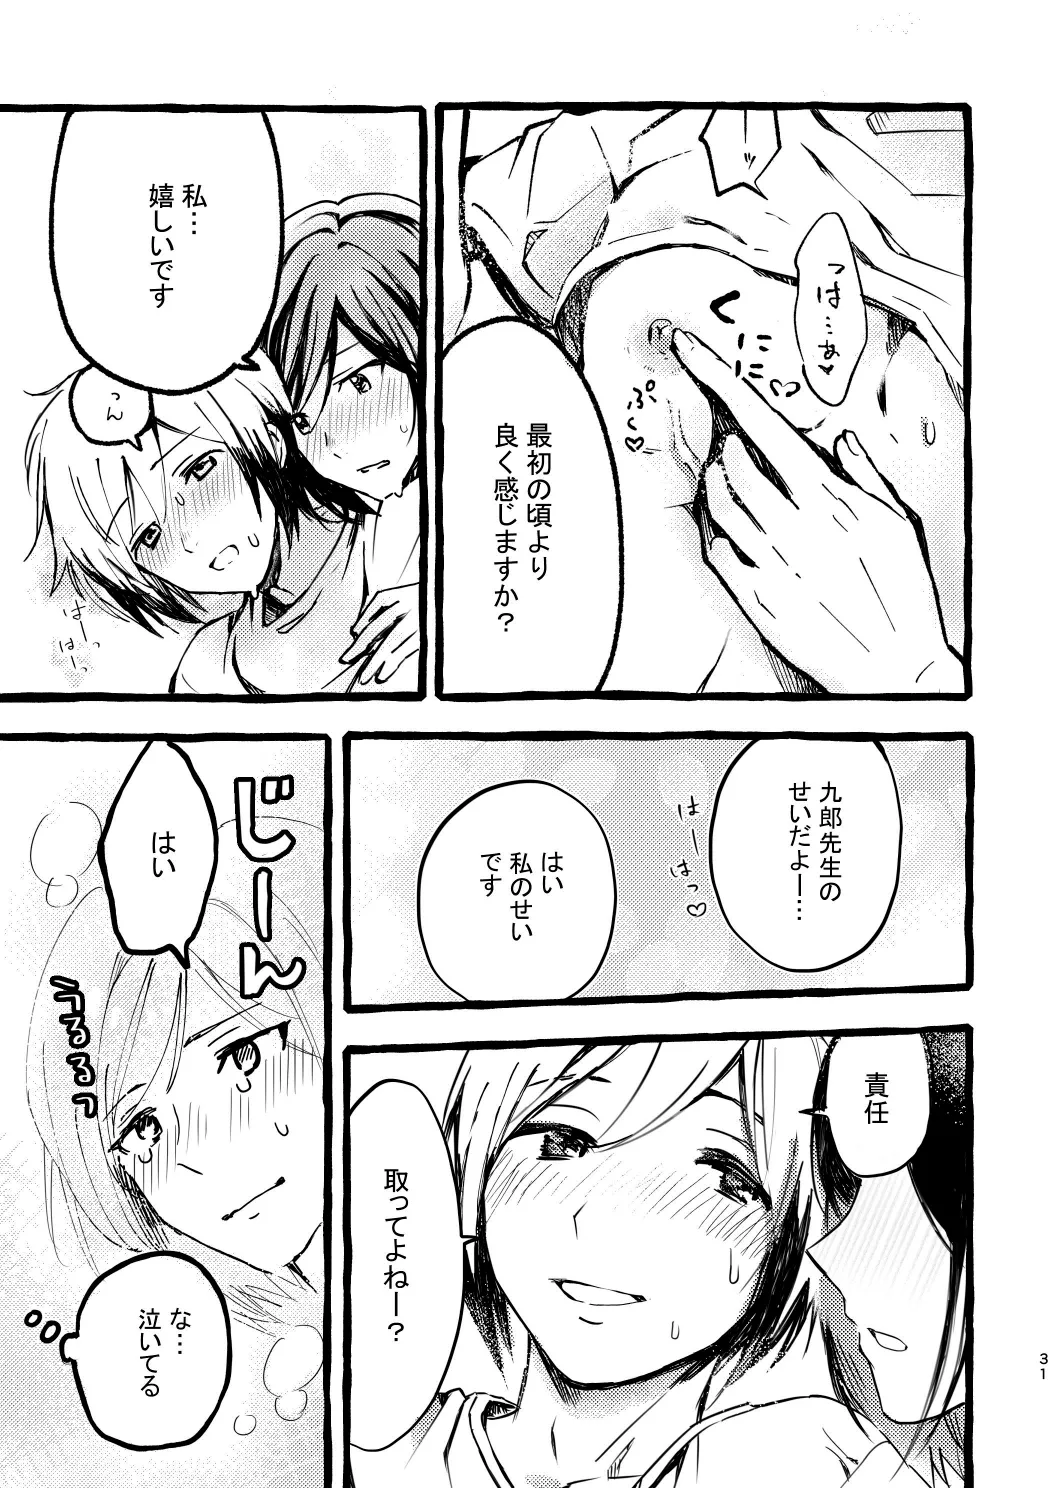 っは…ぁ
くに
に
ぷく
最初の頃より
良く感じますか?
私…
嬉しいです
っん
はーっ
はーっ
九郎先生の
せいだよー…
はーっ
はっ
はい
私のせい
です
責任
取ってよねー?
じーん
はい
うるるっ
な…
泣いてる
31